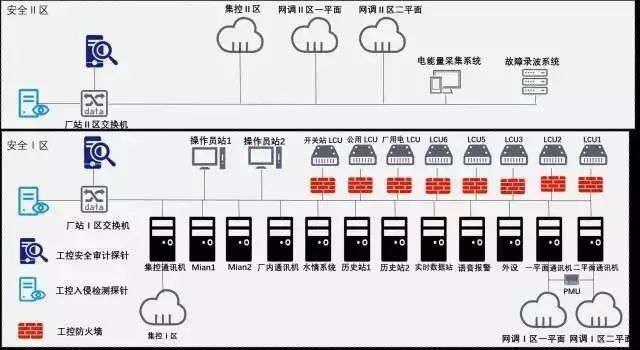 安全Ⅱ区
集控Ⅱ区
网调Ⅱ区一平面
网调Ⅱ区二平面
电能量采集系统
故障录波系统
data
厂站Ⅱ区交换机
安全Ⅰ区
操作员站1
操作员站2
开关站 LCU
公用 LCU
厂用电 LCU
LCU6
LCU5
LCU3
LCU2
LCU1
data
厂站Ⅰ区交换机
工控安全审计探针
集控通讯机
Mian1
Mian2
厂内通讯机
水情系统
历史站1
历史站2
实时数据站
语音报警
外设
一平面通讯机
二平面通讯机
工控入侵检测探针
PMU
工控防火墙
集控Ⅰ区
网调Ⅰ区一平面
网调Ⅰ区二平面